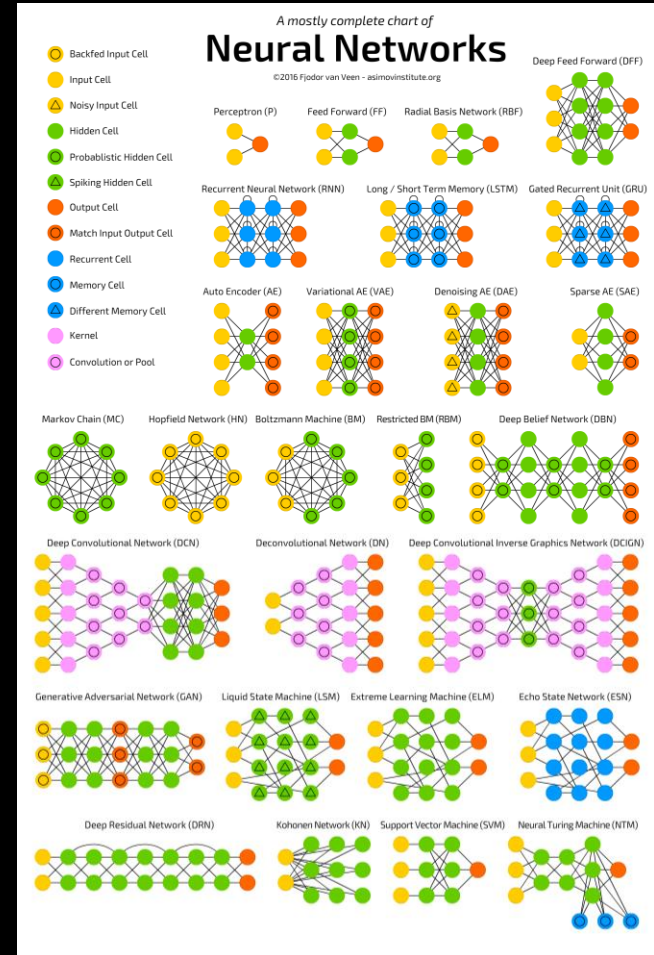 A mostly complete chart of
Neural Networks
©2016 Fjodor van Veen - asimovinstitute.org
Backfed Input Cell
Input Cell
Noisy Input Cell
Hidden Cell
Probablistic Hidden Cell
Spiking Hidden Cell
Output Cell
Match Input Output Cell
Recurrent Cell
Memory Cell
Different Memory Cell
Kernel
Convolution or Pool
Perceptron (P)
Feed Forward (FF)
Radial Basis Network (RBF)
Deep Feed Forward (DFF)
Recurrent Neural Network (RNN)
Long / Short Term Memory (LSTM)
Gated Recurrent Unit (GRU)
Auto Encoder (AE)
Variational AE (VAE)
Denoising AE (DAE)
Sparse AE (SAE)
Markov Chain (MC)
Hopfield Network (HN)
Boltzmann Machine (BM)
Restricted BM (RBM)
Deep Belief Network (DBN)
Deep Convolutional Network (DCN)
Deconvolutional Network (DN)
Deep Convolutional Inverse Graphics Network (DCIGN)
Generative Adversarial Network (GAN)
Liquid State Machine (LSM)
Extreme Learning Machine (ELM)
Echo State Network (ESN)
Deep Residual Network (DRN)
Kohonen Network (KN)
Support Vector Machine (SVM)
Neural Turing Machine (NTM)